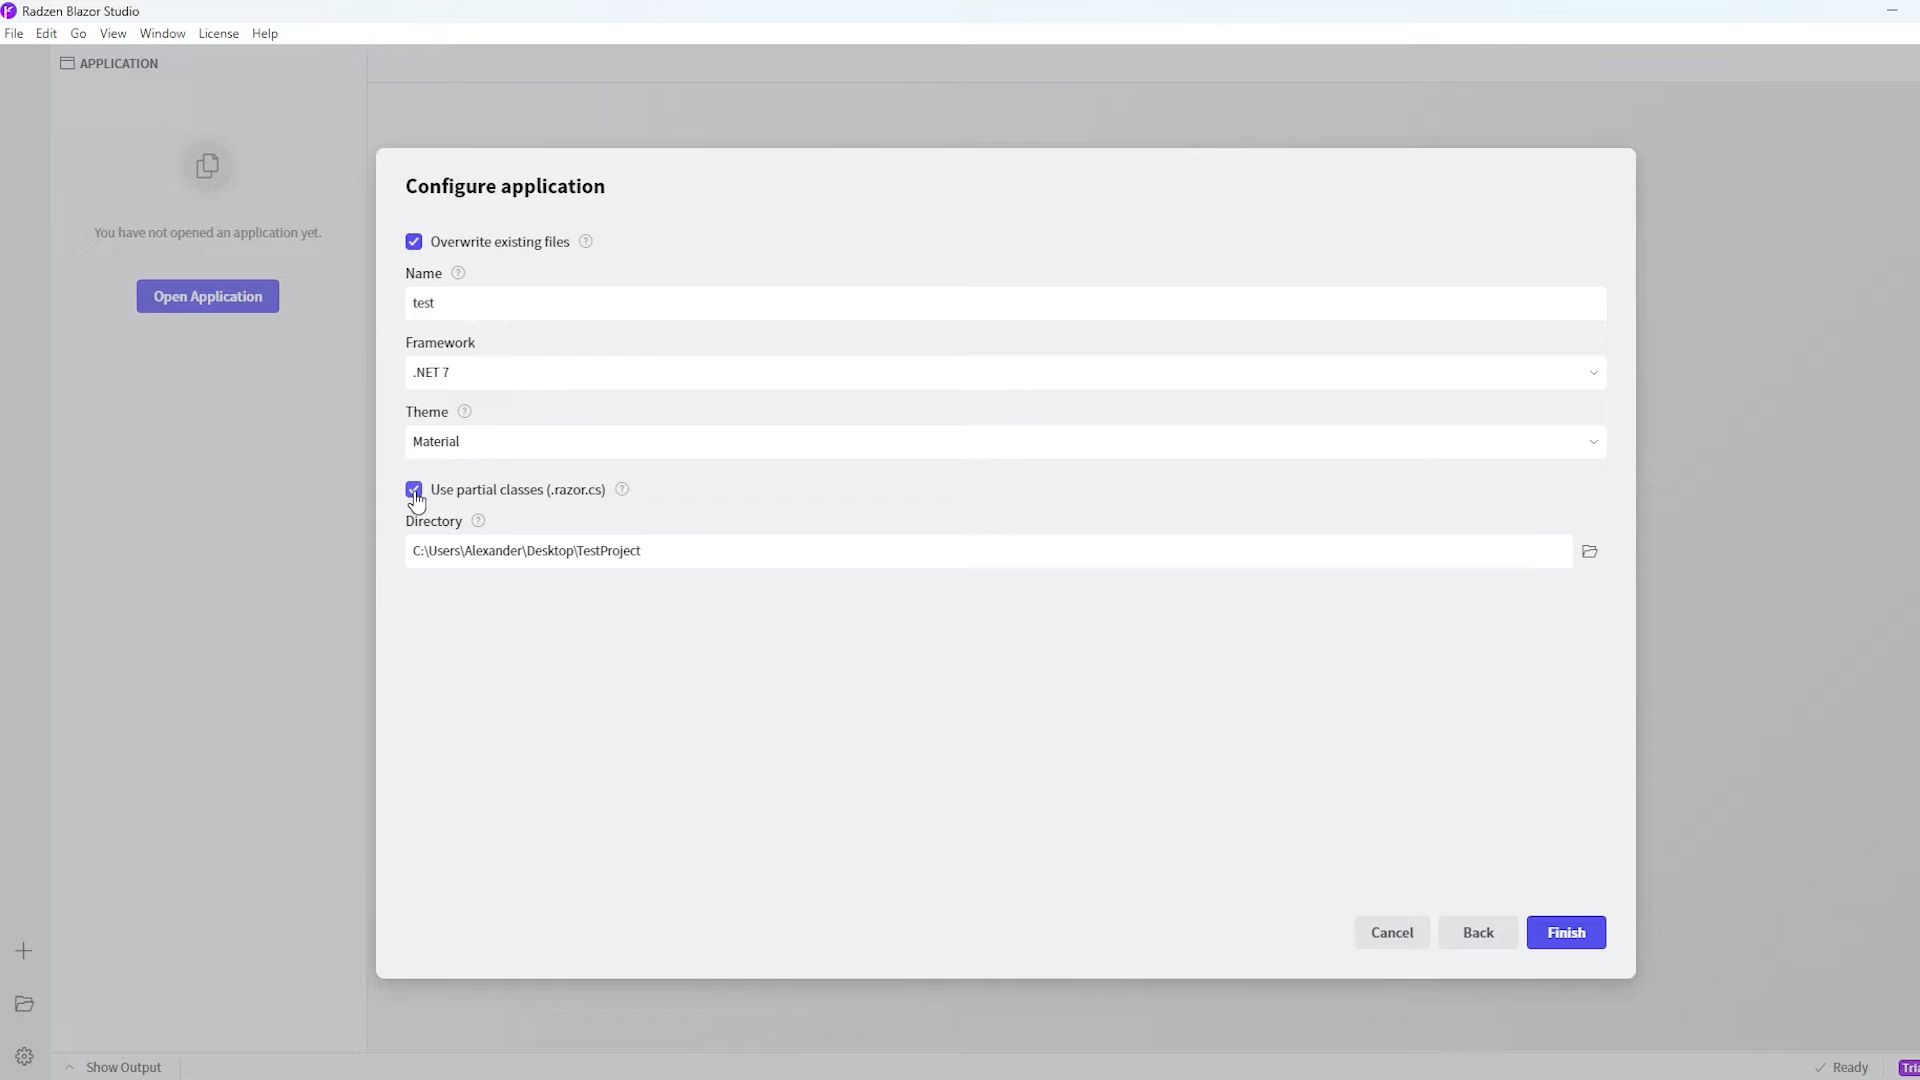 Radzen Blazor Studio
File Edit Go View Window License Help
APPLICATION
You have not opened an application yet.
Open Application
Configure application
Overwrite existing files
Name
test
Framework
.NET 7
Theme
Material
Use partial classes (.razor.cs)
Directory
C:\Users\Alexander\Desktop\TestProject
Cancel Back Finish
Show Output
Ready